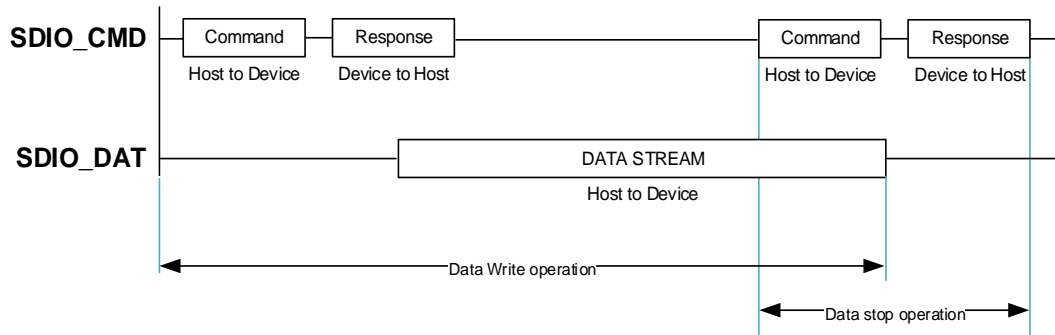 SDIO_CMD
Command
Response
Command
Response
Host to Device
Device to Host
Host to Device
Device to Host
SDIO_DAT
DATA STREAM
Host to Device
Data Write operation
Data stop operation